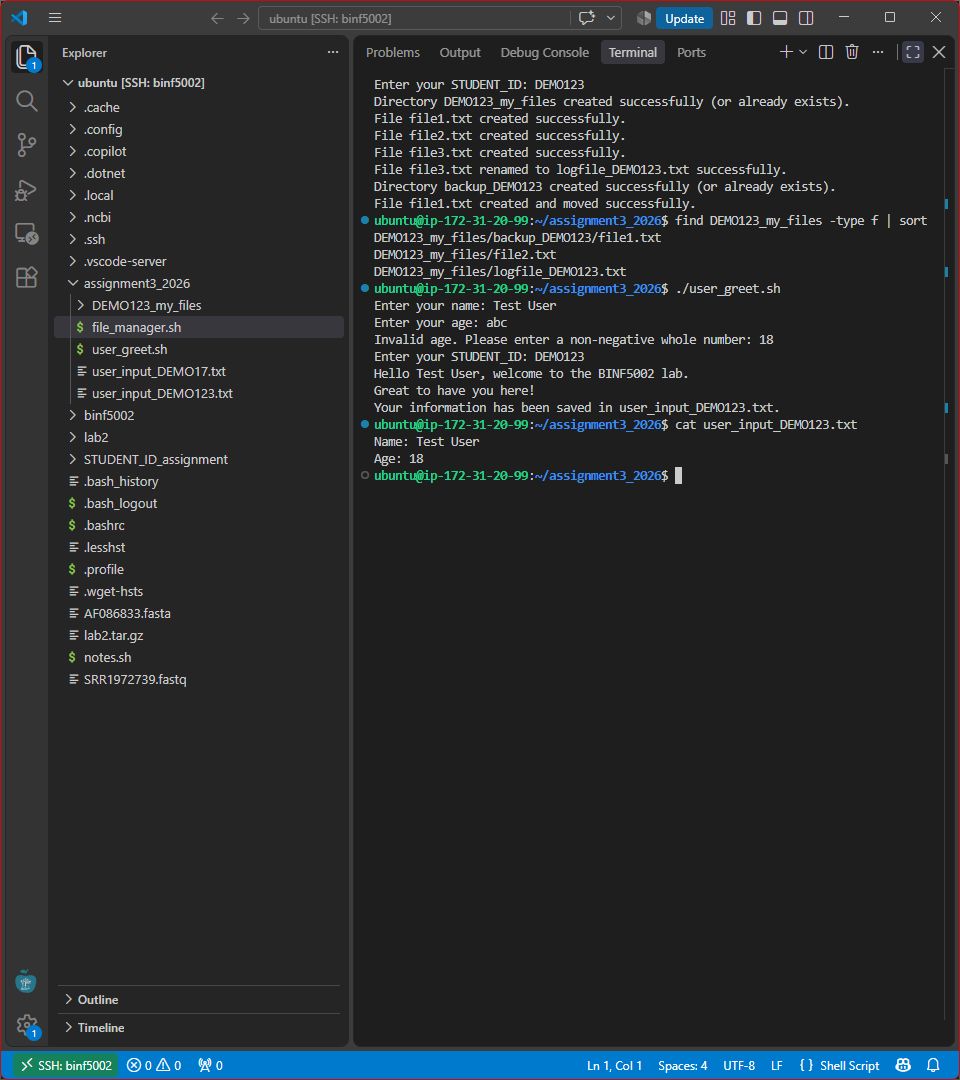 ubuntu [SSH: binf5002]
Update
Explorer
ubuntu [SSH: binf5002]
.cache
.config
.copilot
.dotnet
.local
.ncbi
.ssh
.vscode-server
assignment3_2026
DEMO123_my_files
$ file_manager.sh
$ user_greet.sh
user_input_DEMO17.txt
user_input_DEMO123.txt
binf5002
lab2
STUDENT_ID_assignment
.bash_history
$ .bash_logout
$ .bashrc
.lesshst
$ .profile
.wget-hsts
AF086833.fasta
lab2.tar.gz
$ notes.sh
SRR1972739.fastq
Outline
Timeline
1
1
Problems Output Debug Console Terminal Ports
Enter your STUDENT_ID: DEMO123
Directory DEMO123_my_files created successfully (or already exists).
File file1.txt created successfully.
File file2.txt created successfully.
File file3.txt created successfully.
File file3.txt renamed to logfile_DEMO123.txt successfully.
Directory backup_DEMO123 created successfully (or already exists).
File file1.txt created and moved successfully.
ubuntu@ip-172-31-20-99:~/assignment3_2026$ find DEMO123_my_files -type f | sort
DEMO123_my_files/backup_DEMO123/file1.txt
DEMO123_my_files/file2.txt
DEMO123_my_files/logfile_DEMO123.txt
ubuntu@ip-172-31-20-99:~/assignment3_2026$ ./user_greet.sh
Enter your name: Test User
Enter your age: abc
Invalid age. Please enter a non-negative whole number: 18
Enter your STUDENT_ID: DEMO123
Hello Test User, welcome to the BINF5002 lab.
Great to have you here!
Your information has been saved in user_input_DEMO123.txt.
ubuntu@ip-172-31-20-99:~/assignment3_2026$ cat user_input_DEMO123.txt
Name: Test User
Age: 18
ubuntu@ip-172-31-20-99:~/assignment3_2026$
SSH: binf5002 0 0 0 Ln 1, Col 1 Spaces: 4 UTF-8 LF { } Shell Script